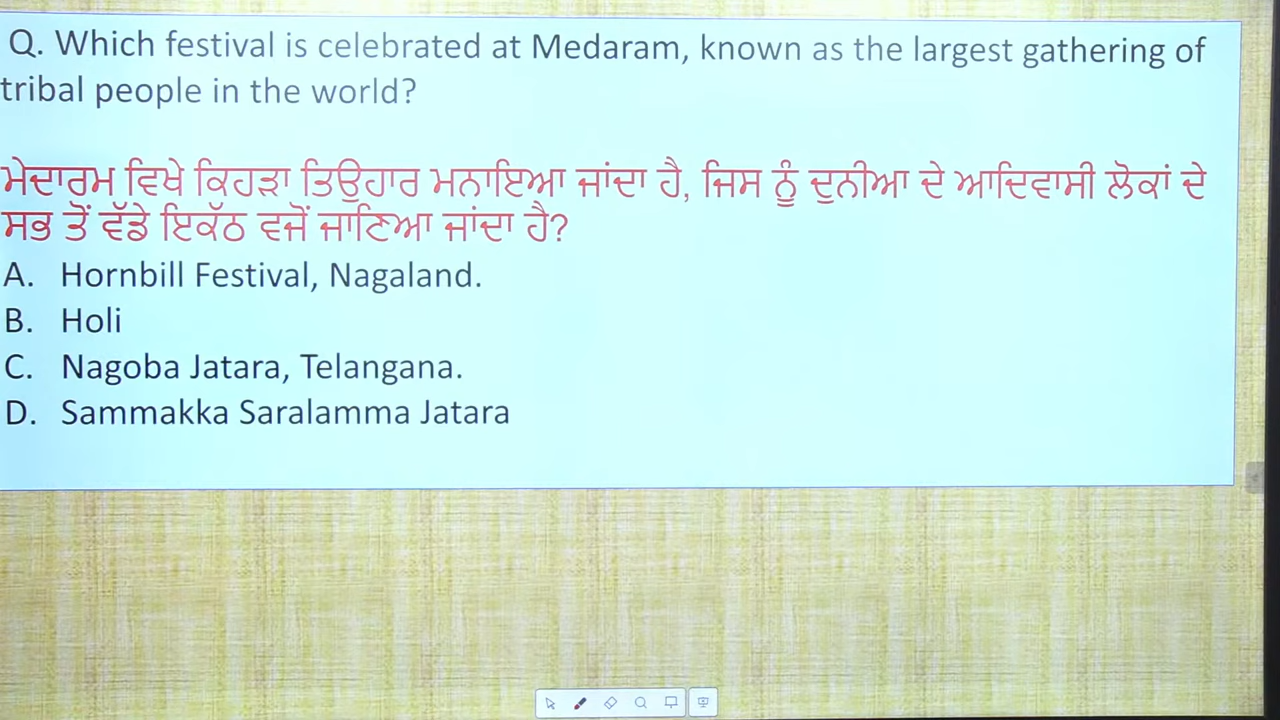 Q. Which festival is celebrated at Medaram, known as the largest gathering of
tribal people in the world?
ਮੇਦਾਰਮ ਵਿਖੇ ਕਿਹੜਾ ਤਿਉਹਾਰ ਮਨਾਇਆ ਜਾਂਦਾ ਹੈ, ਜਿਸ ਨੂੰ ਦੁਨੀਆ ਦੇ ਆਦਿਵਾਸੀ ਲੋਕਾਂ ਦੇ
ਸਭ ਤੋਂ ਵੱਡੇ ਇਕੱਠ ਵਜੋਂ ਜਾਣਿਆ ਜਾਂਦਾ ਹੈ?
A. Hornbill Festival, Nagaland.
B. Holi
C. Nagoba Jatara, Telangana.
D. Sammakka Saralamma Jatara